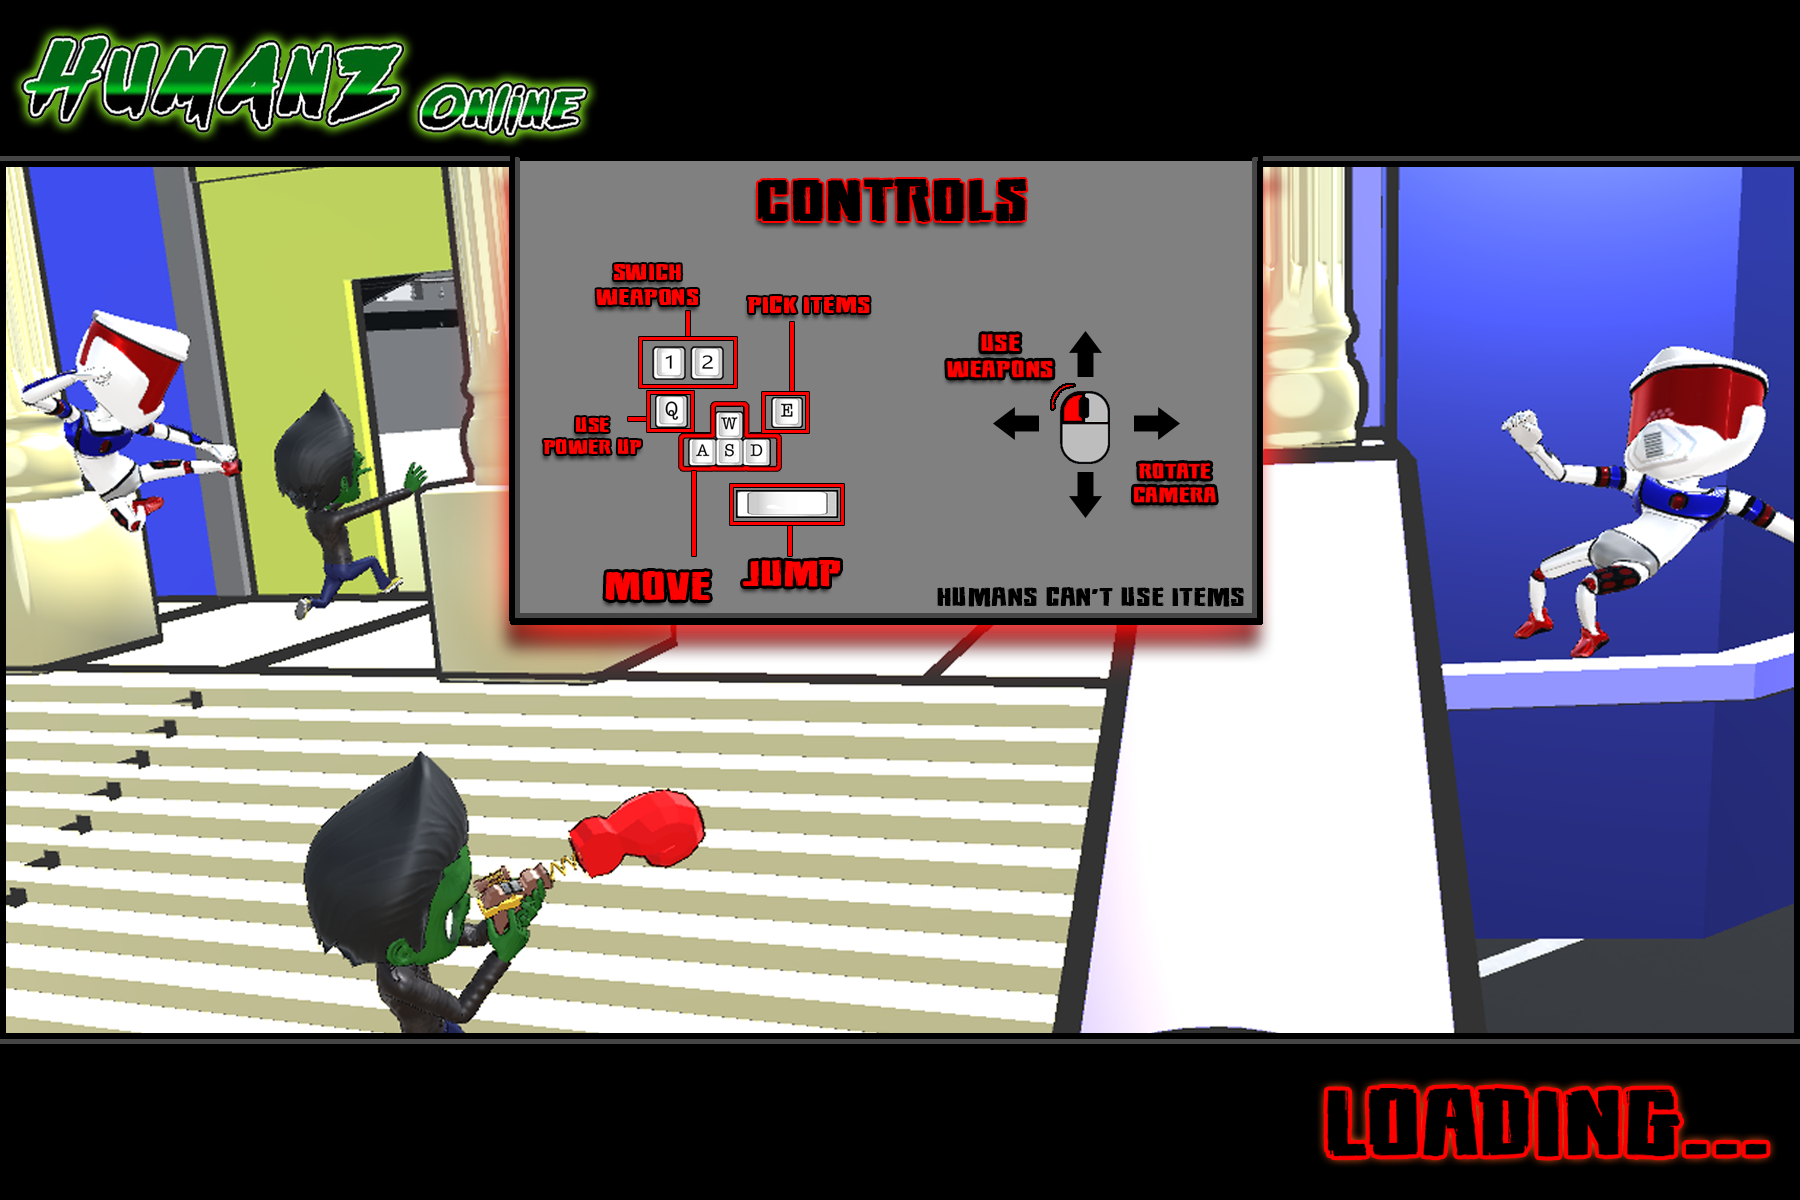 HUMANZ ONLINE
CONTROLS
SWICH
WEAPONS
PICK ITEMS
1 2
Q
W
E
A S D
USE
POWER UP
MOVE
JUMP
USE
WEAPONS
ROTATE
CAMERA
HUMANS CAN'T USE ITEMS
LOADING...